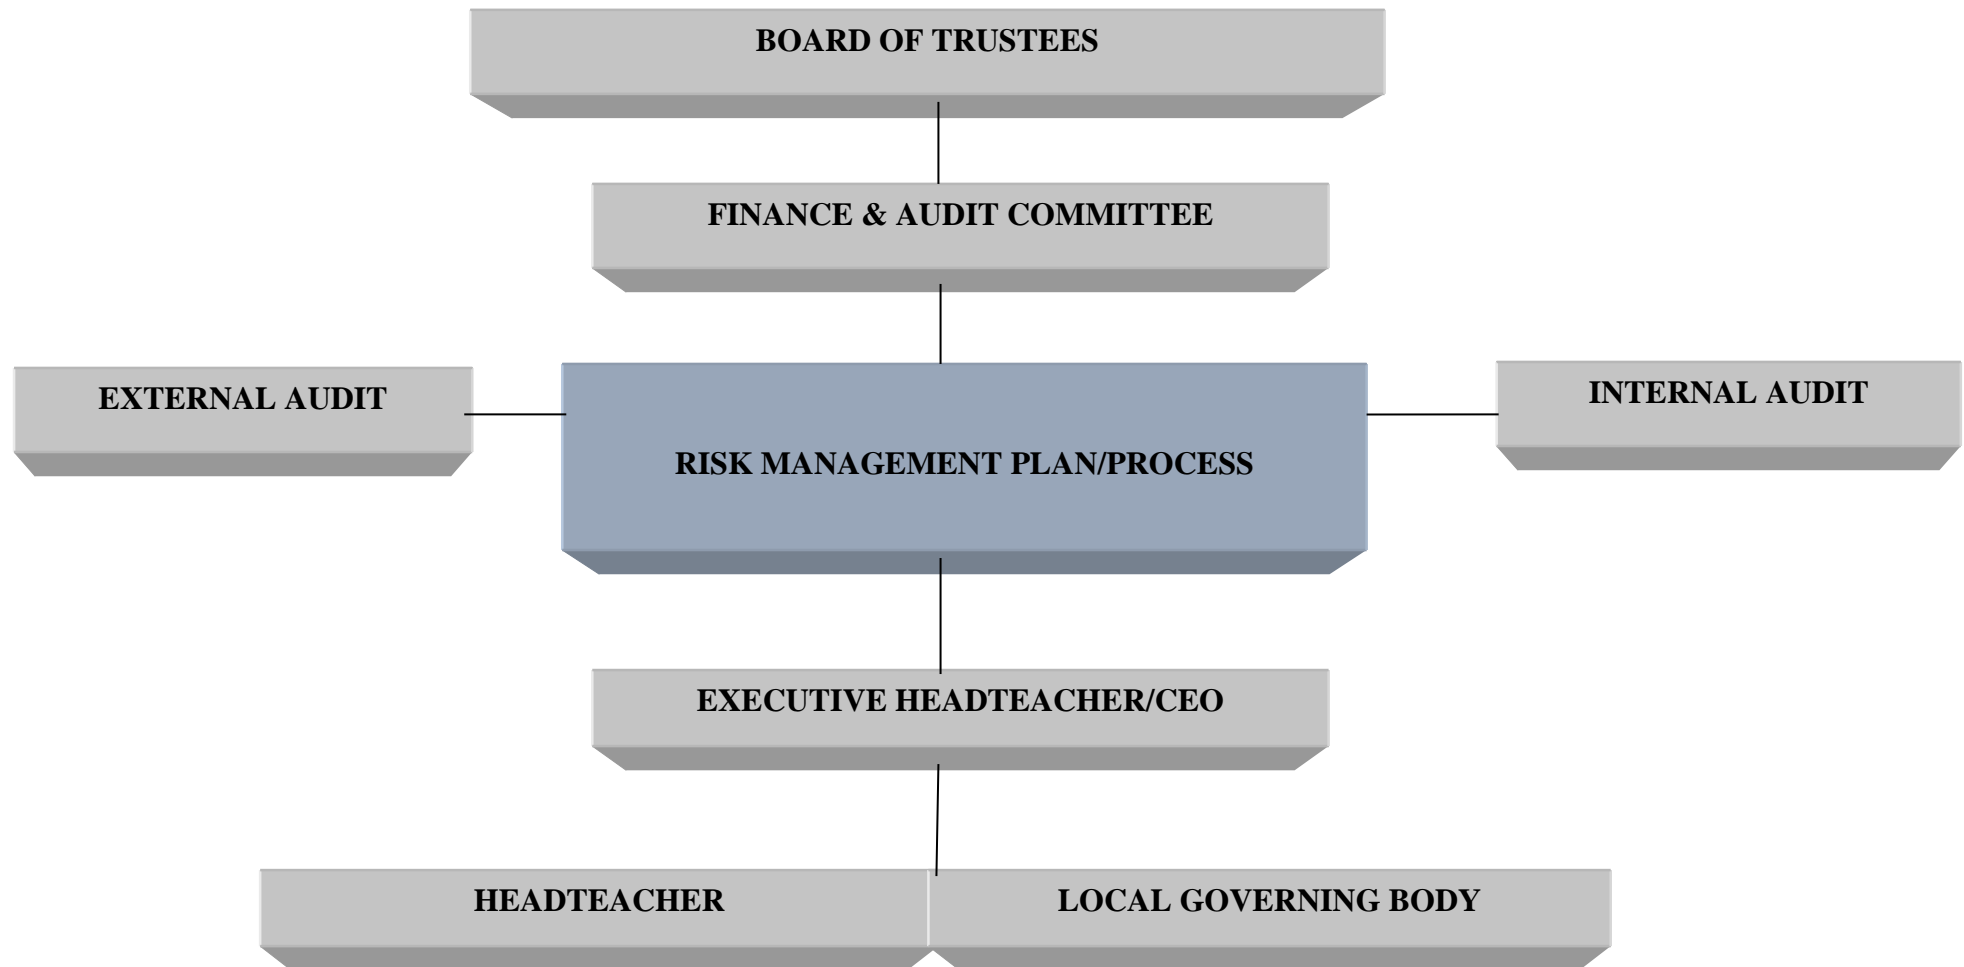 BOARD OF TRUSTEES
FINANCE & AUDIT COMMITTEE
EXTERNAL AUDIT
INTERNAL AUDIT
RISK MANAGEMENT PLAN/PROCESS
EXECUTIVE HEADTEACHER/CEO
HEADTEACHER
LOCAL GOVERNING BODY